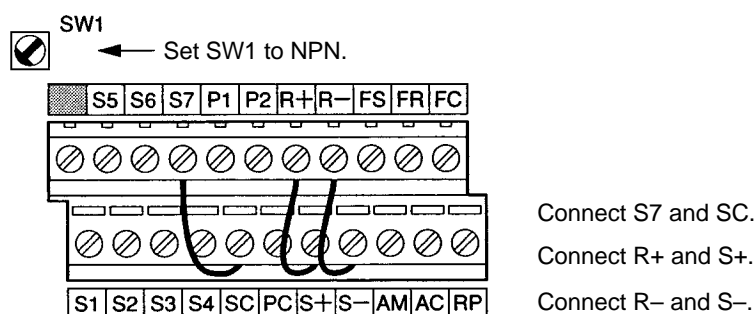 SW1
Set SW1 to NPN.
S5 S6 S7 P1 P2 R+ R− FS FR FC
Connect S7 and SC.
Connect R+ and S+.
S1 S2 S3 S4 SC PC S+ S− AM AC RP
Connect R– and S–.